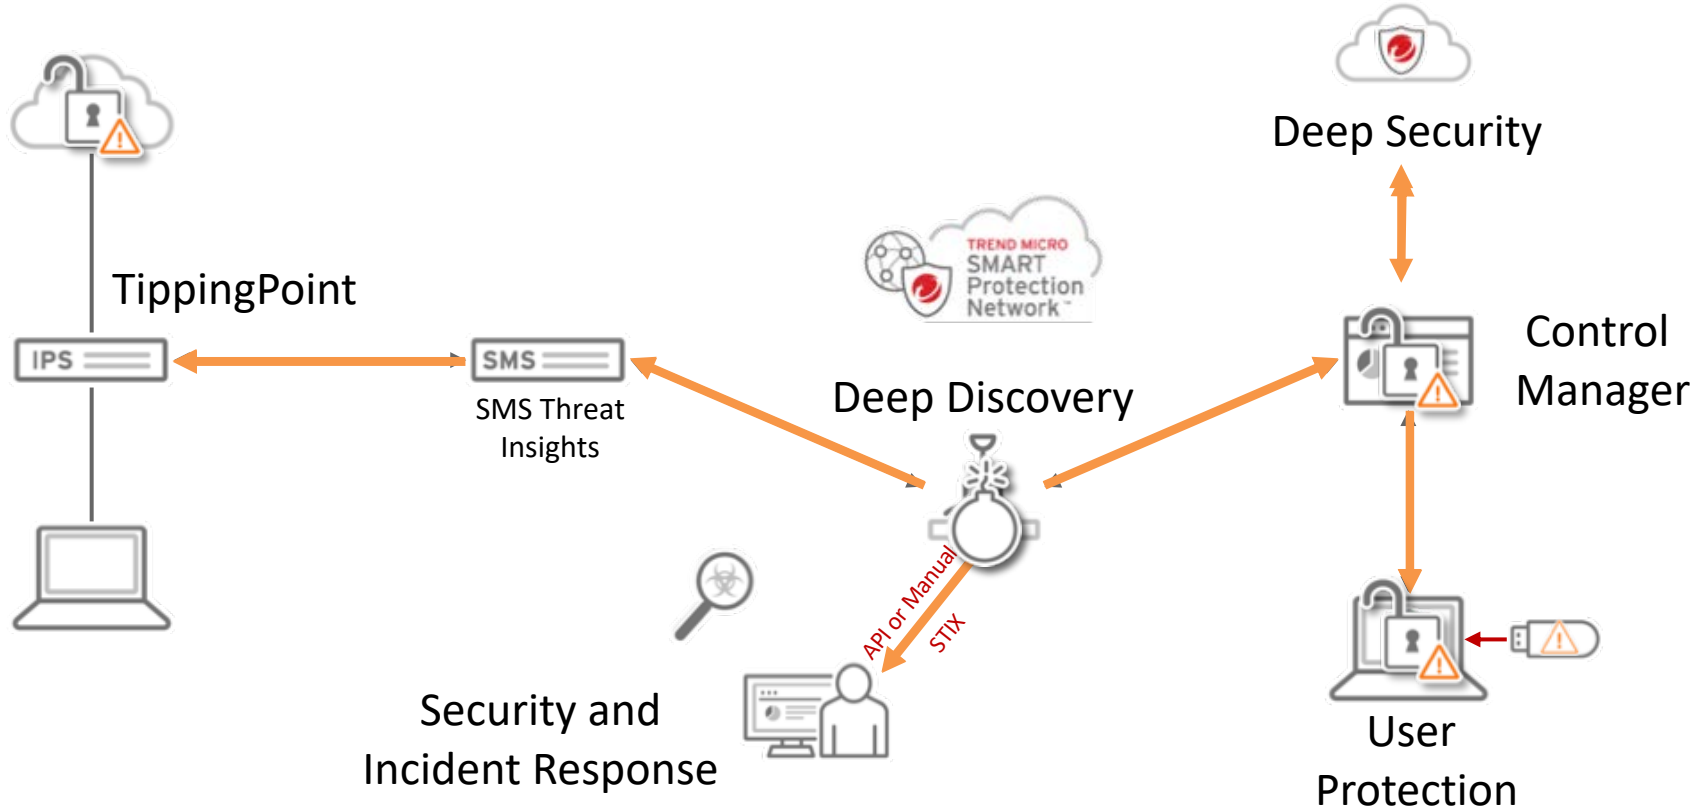 Deep Security
TREND MICRO
SMART
Protection
Network™
TippingPoint
IPS
SMS
SMS Threat
Insights
Deep Discovery
Control
Manager
API or Manual
STIX
Security and
Incident Response
User
Protection